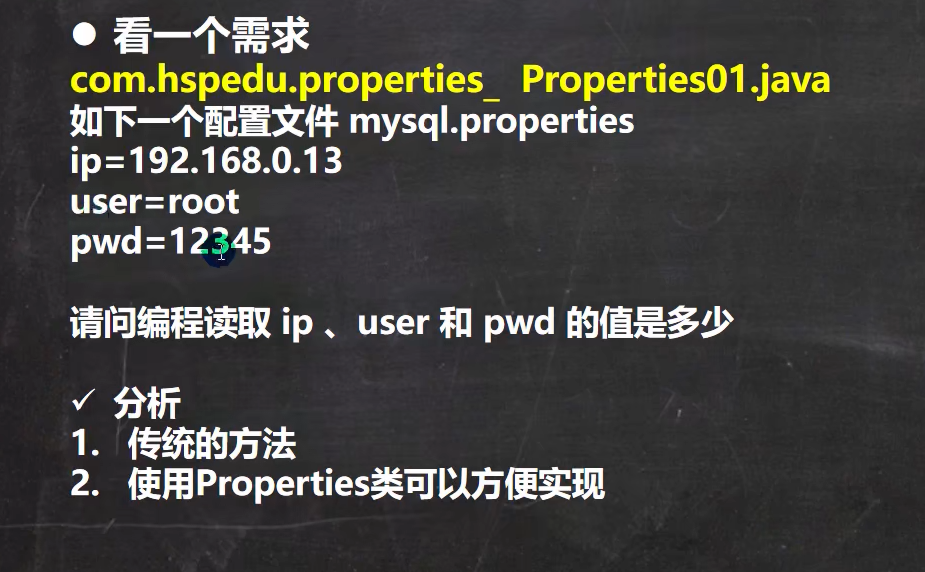 ● 看一个需求
com.hspedu.properties_ Properties01.java
如下一个配置文件 mysql.properties
ip=192.168.0.13
user=root
pwd=12345
请问编程读取 ip 、user 和 pwd 的值是多少
✓ 分析
1. 传统的方法
2. 使用Properties类可以方便实现